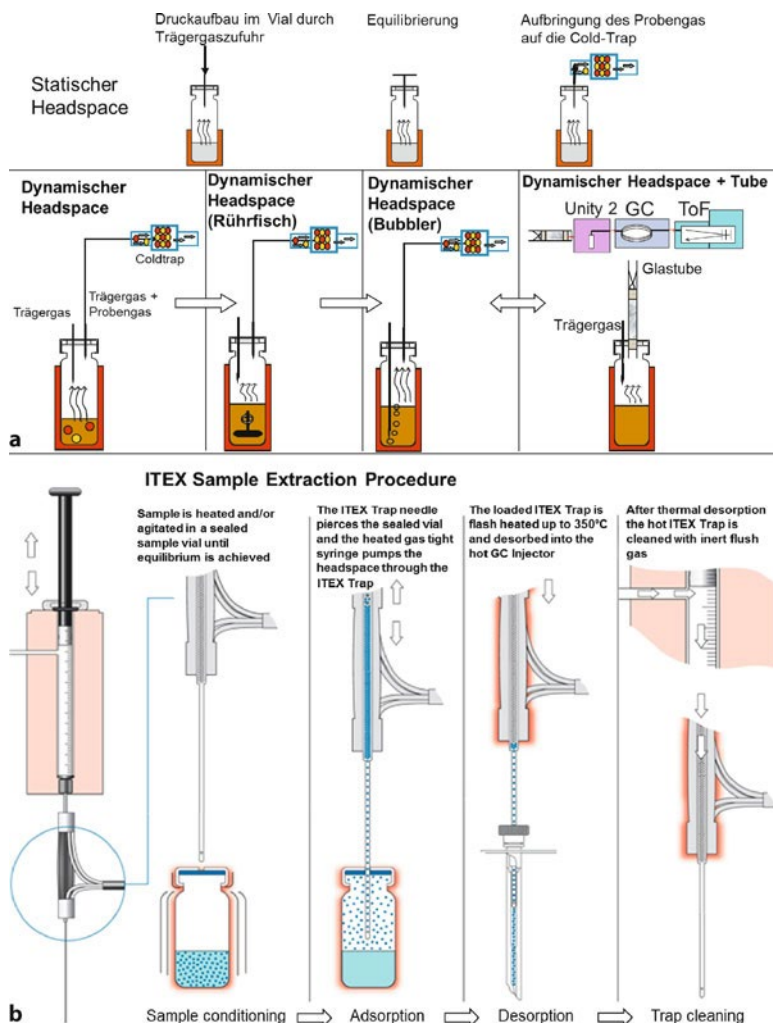 Druckaufbau im Vial durch
Trägergaszufuhr
Equilibrierung
Aufbringung des Probengas
auf die Cold-Trap
Statischer
Headspace
Dynamischer
Headspace
Coldtrap
Trägergas
Trägergas +
Probengas
Dynamischer
Headspace
(Rührfisch)
Dynamischer
Headspace
(Bubbler)
Dynamischer Headspace + Tube
Unity 2
GC
ToF
Glastube
Trägergas
a
ITEX Sample Extraction Procedure
Sample is heated and/or
agitated in a sealed
sample vial until
equilibrium is achieved
The ITEX Trap needle
pierces the sealed vial
and the heated gas tight
syringe pumps the
headspace through the
ITEX Trap
The loaded ITEX Trap is
flash heated up to 350°C
and desorbed into the
hot GC Injector
After thermal desorption
the hot ITEX Trap is
cleaned with inert flush
gas
b
Sample conditioning
Adsorption
Desorption
Trap cleaning